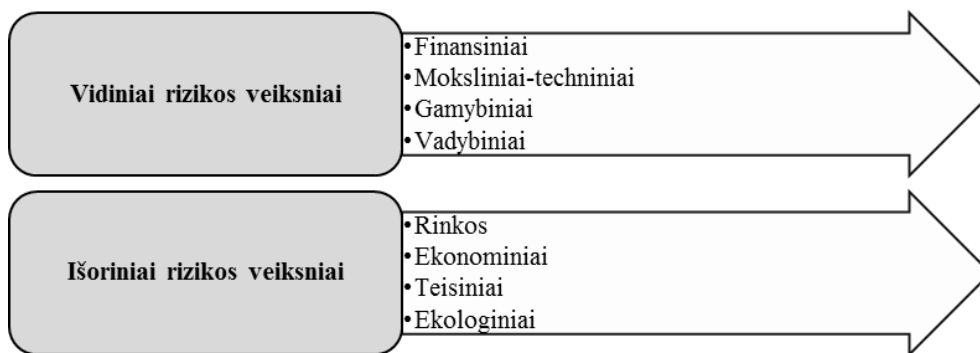 Vidiniai rizikos veiksniai
•Finansiniai
•Moksliniai-techniniai
•Gamybiniai
•Vadybiniai
Išoriniai rizikos veiksniai
•Rinkos
•Ekonominiai
•Teisiniai
•Ekologiniai